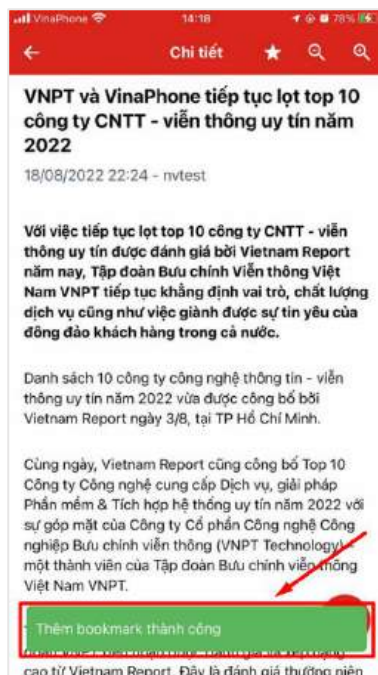 VinaPhone 14:18 78%
Chi tiết
VNPT và VinaPhone tiếp tục lọt top 10
công ty CNTT - viễn thông uy tín năm
2022
18/08/2022 22:24 - nvtest
Với việc tiếp tục lọt top 10 công ty CNTT - viễn
thông uy tín được đánh giá bởi Vietnam Report
năm nay, Tập đoàn Bưu chính Viễn thông Việt
Nam VNPT tiếp tục khẳng định vai trò, chất lượng
dịch vụ cũng như việc giành được sự tin yêu của
đông đảo khách hàng trong cả nước.
Danh sách 10 công ty công nghệ thông tin - viễn
thông uy tín năm 2022 vừa được công bố bởi
Vietnam Report ngày 3/8, tại TP Hồ Chí Minh.
Cùng ngày, Vietnam Report cũng công bố Top 10
Công ty Công nghệ cung cấp Dịch vụ, giải pháp
Phần mềm & Tích hợp hệ thống uy tín năm 2022 với
sự góp mặt của Công ty Cổ phần Công nghệ Công
nghiệp Bưu chính viễn thông (VNPT Technology) -
một thành viên của Tập đoàn Bưu chính viễn thông
Việt Nam VNPT.
Thêm bookmark thành công
cao từ Vietnam Report. Đây là đánh giá thường niên